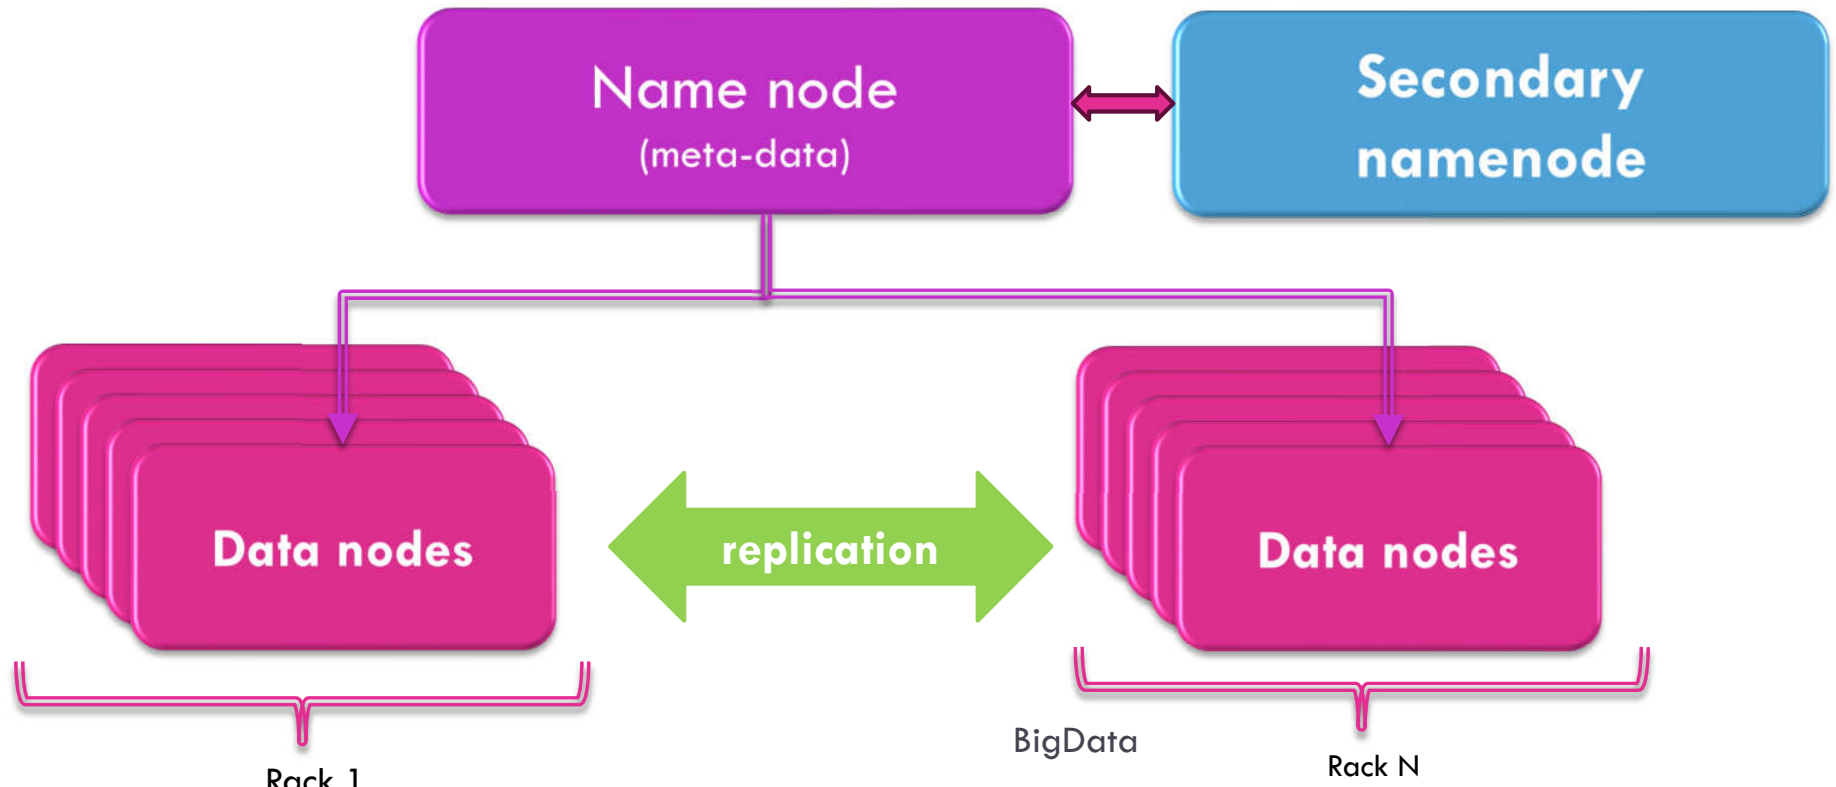 Name node
(meta-data)
Secondary
namenode
Data nodes
replication
Data nodes
BigData
Rack 1
Rack N